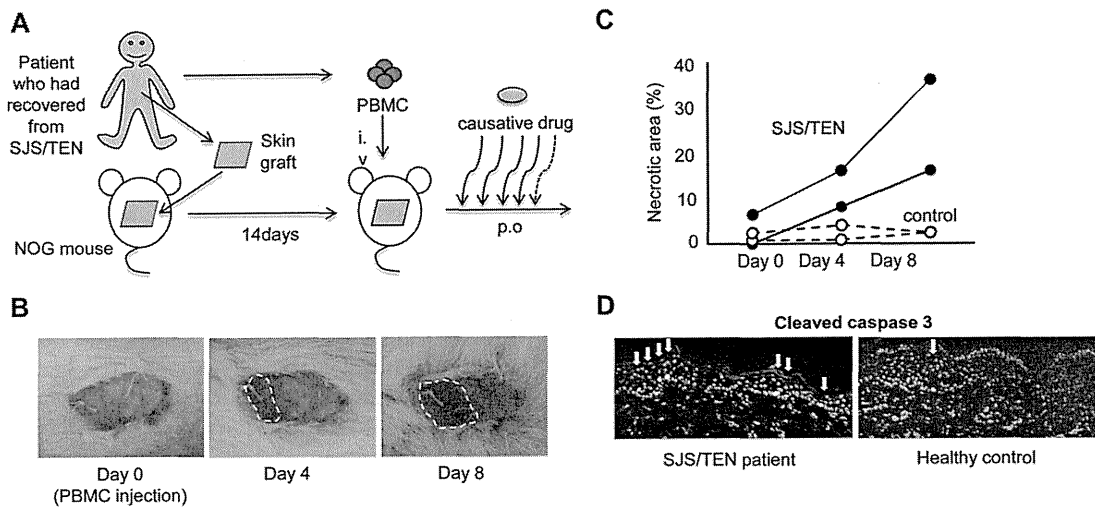 A
Patient
who had
recovered
from
SJS/TEN
PBMC
causative drug
i.
v
Skin
graft
NOG mouse
14days
p.o
B
Day 0
(PBMC injection)
Day 4
Day 8
C
Necrotic area (%)
40
30
20
10
0
SJS/TEN
control
Day 0 Day 4 Day 8
D
Cleaved caspase 3
SJS/TEN patient
Healthy control